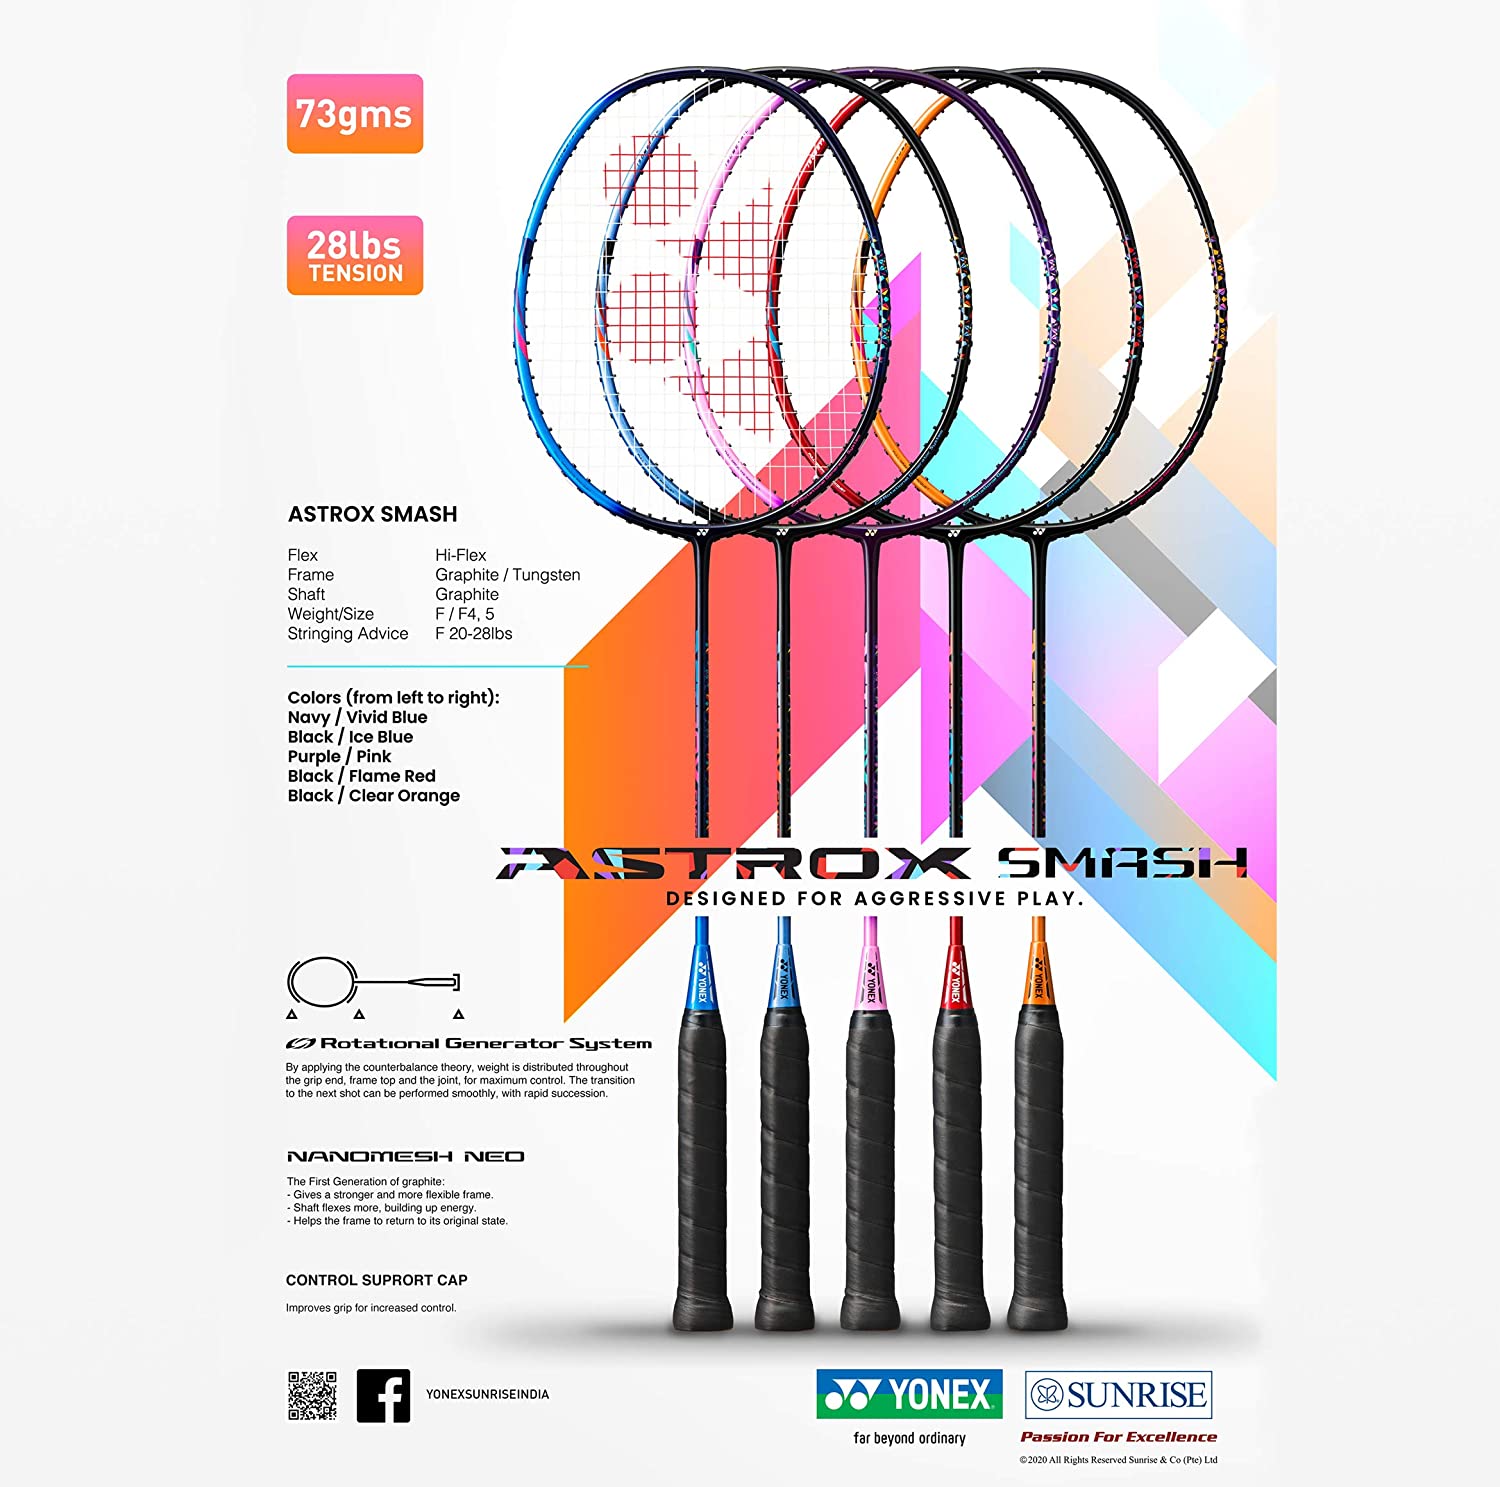 73gms
28lbs
TENSION
ASTROX SMASH
Flex Hi-Flex
Frame Graphite / Tungsten
Shaft Graphite
Weight/Size F / F4, 5
Stringing Advice F 20-28lbs
Colors (from left to right):
Navy / Vivid Blue
Black / Ice Blue
Purple / Pink
Black / Flame Red
Black / Clear Orange
ASTROX SMASH
DESIGNED FOR AGGRESSIVE PLAY.
YONEX
YONEX
YONEX
YONEX
YONEX
Rotational Generator System
By applying the counterbalance theory, weight is distributed throughout
the grip end, frame top and the joint, for maximum control. The transition
to the next shot can be performed smoothly, with rapid succession.
NANOMESH NEO
The First Generation of graphite:
- Gives a stronger and more flexible frame.
- Shaft flexes more, building up energy.
- Helps the frame to return to its original state.
CONTROL SUPRORT CAP
Improves grip for increased control.
YONEXSUNRISEINDIA
YONEX
far beyond ordinary
SUNRISE
Passion For Excellence
©2020 All Rights Reserved Sunrise & Co (Pte) Ltd